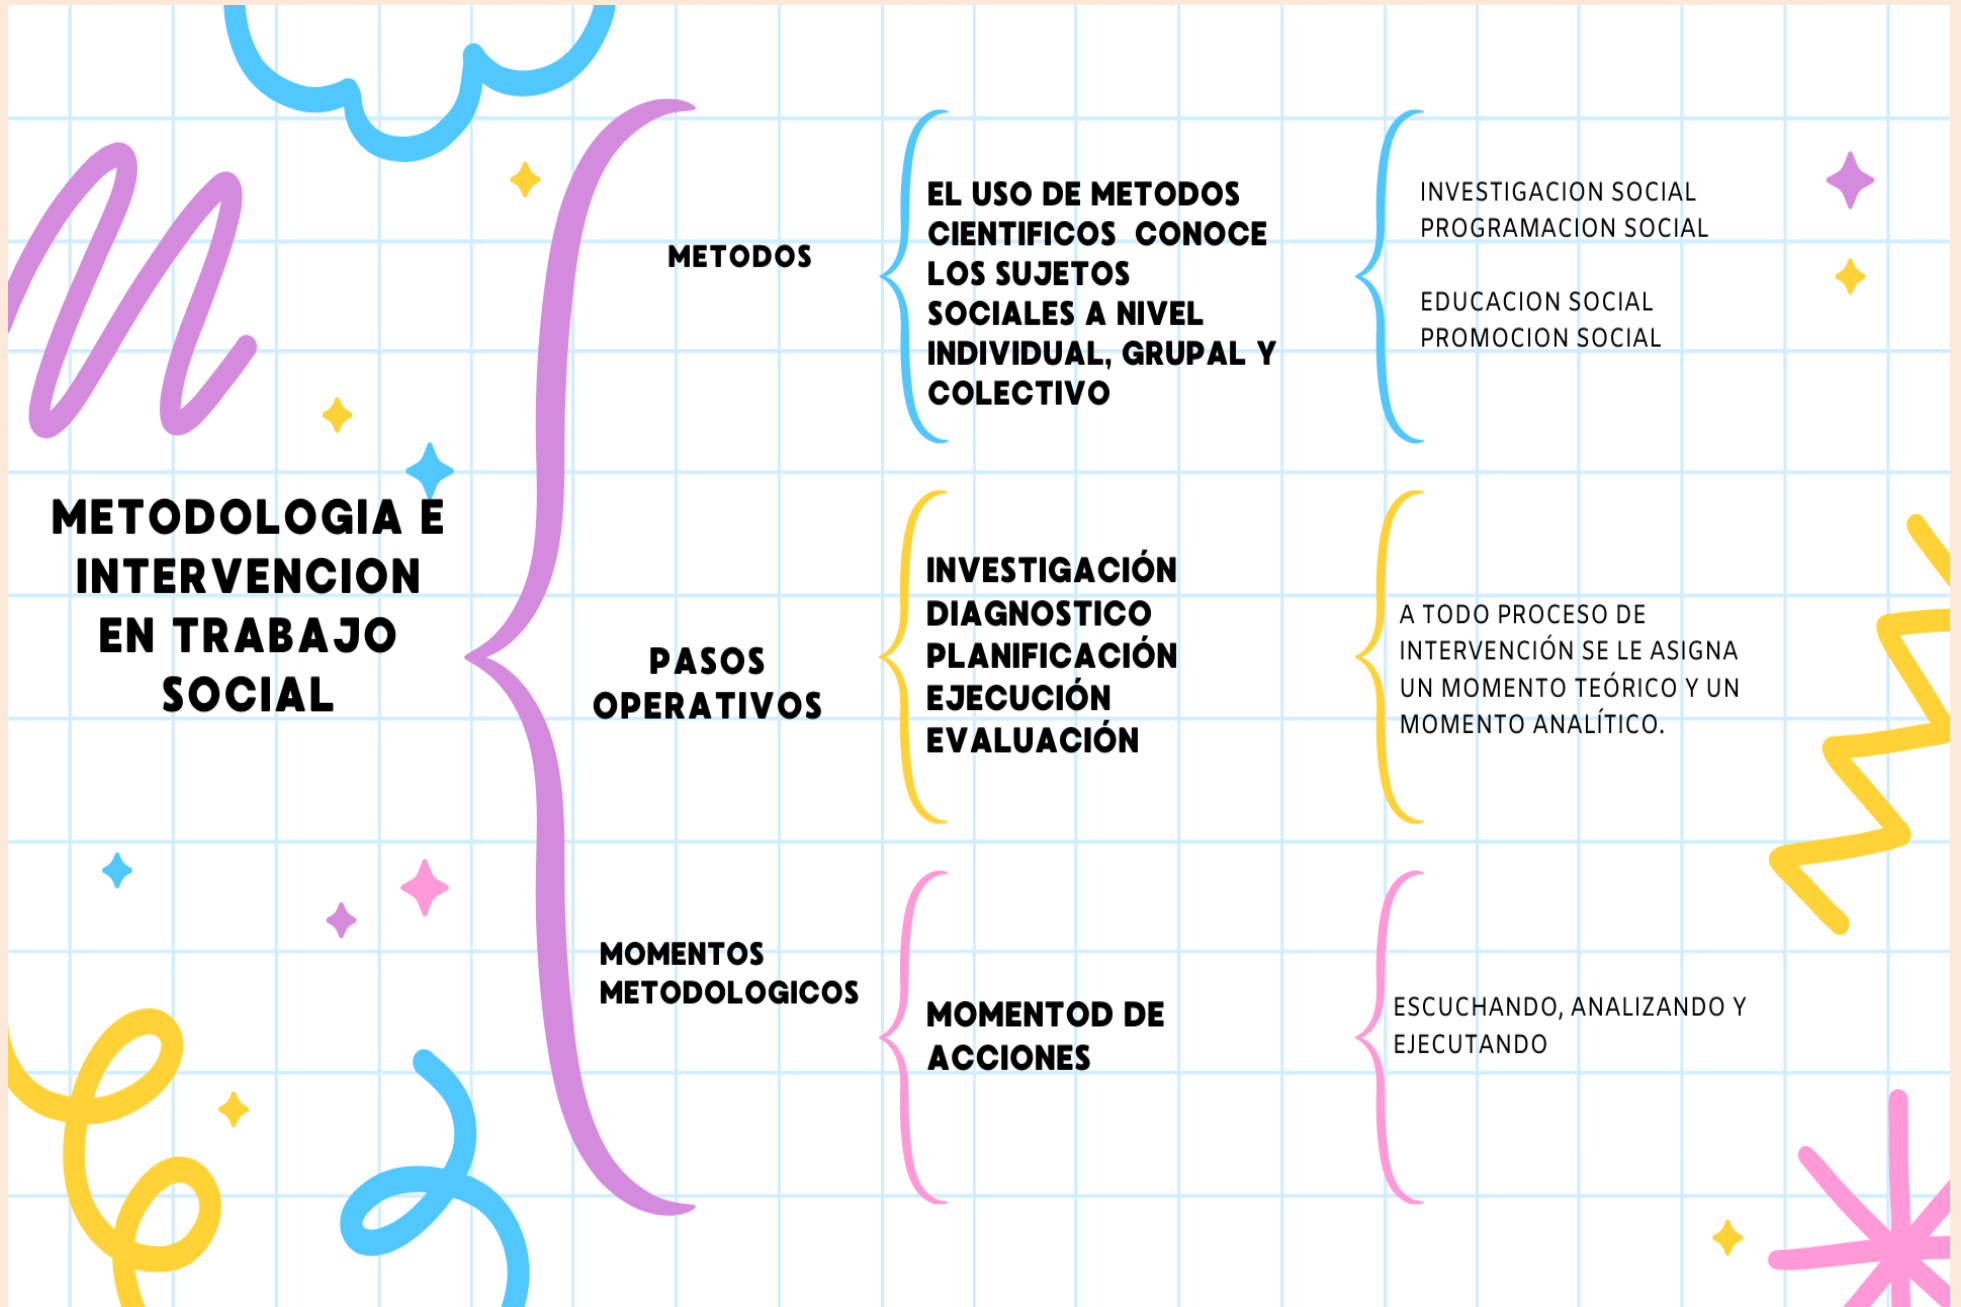 METODOLOGIA E
INTERVENCION
EN TRABAJO
SOCIAL
METODOS
EL USO DE METODOS
CIENTIFICOS  CONOCE
LOS SUJETOS
SOCIALES A NIVEL
INDIVIDUAL, GRUPAL Y
COLECTIVO
INVESTIGACION SOCIAL
PROGRAMACION SOCIAL
EDUCACION SOCIAL
PROMOCION SOCIAL
PASOS
OPERATIVOS
INVESTIGACIÓN
DIAGNOSTICO
PLANIFICACIÓN
EJECUCIÓN
EVALUACIÓN
A TODO PROCESO DE
INTERVENCIÓN SE LE ASIGNA
UN MOMENTO TEÓRICO Y UN
MOMENTO ANALÍTICO.
MOMENTOS
METODOLOGICOS
MOMENTOD DE
ACCIONES
ESCUCHANDO, ANALIZANDO Y
EJECUTANDO